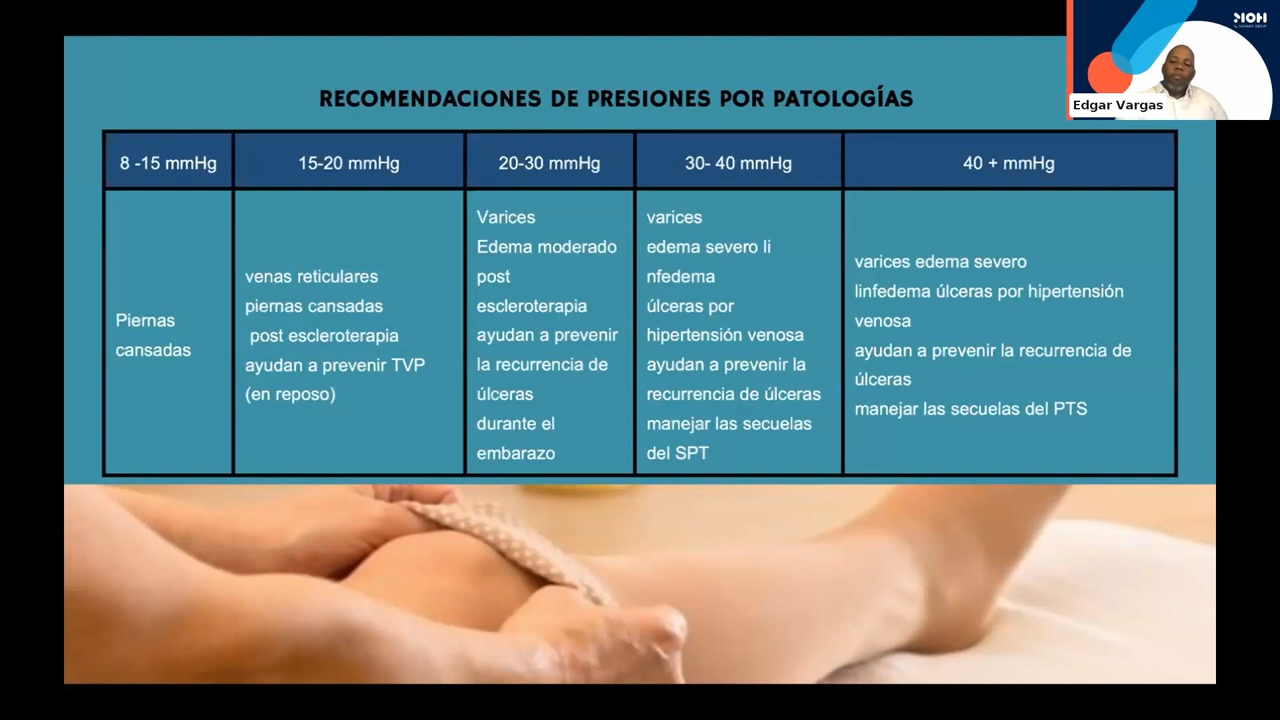 MOH
Edgar Vargas
RECOMENDACIONES DE PRESIONES POR PATOLOGÍAS
8 -15 mmHg
15-20 mmHg
20-30 mmHg
30- 40 mmHg
40 + mmHg
Piernas
cansadas
venas reticulares
piernas cansadas
post escleroterapia
ayudan a prevenir TVP
(en reposo)
Varices
Edema moderado
post
escleroterapia
ayudan a prevenir
la recurrencia de
úlceras
durante el
embarazo
varices
edema severo li
nfedema
úlceras por
hipertensión venosa
ayudan a prevenir la
recurrencia de úlceras
manejar las secuelas
del SPT
varices edema severo
linfedema úlceras por hipertensión
venosa
ayudan a prevenir la recurrencia de
úlceras
manejar las secuelas del PTS